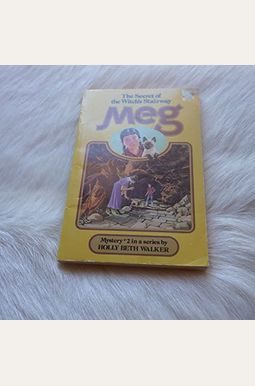 The Secret of
the Witch's Stairway
Meg
Mystery #2 in a series by
HOLLY BETH WALKER